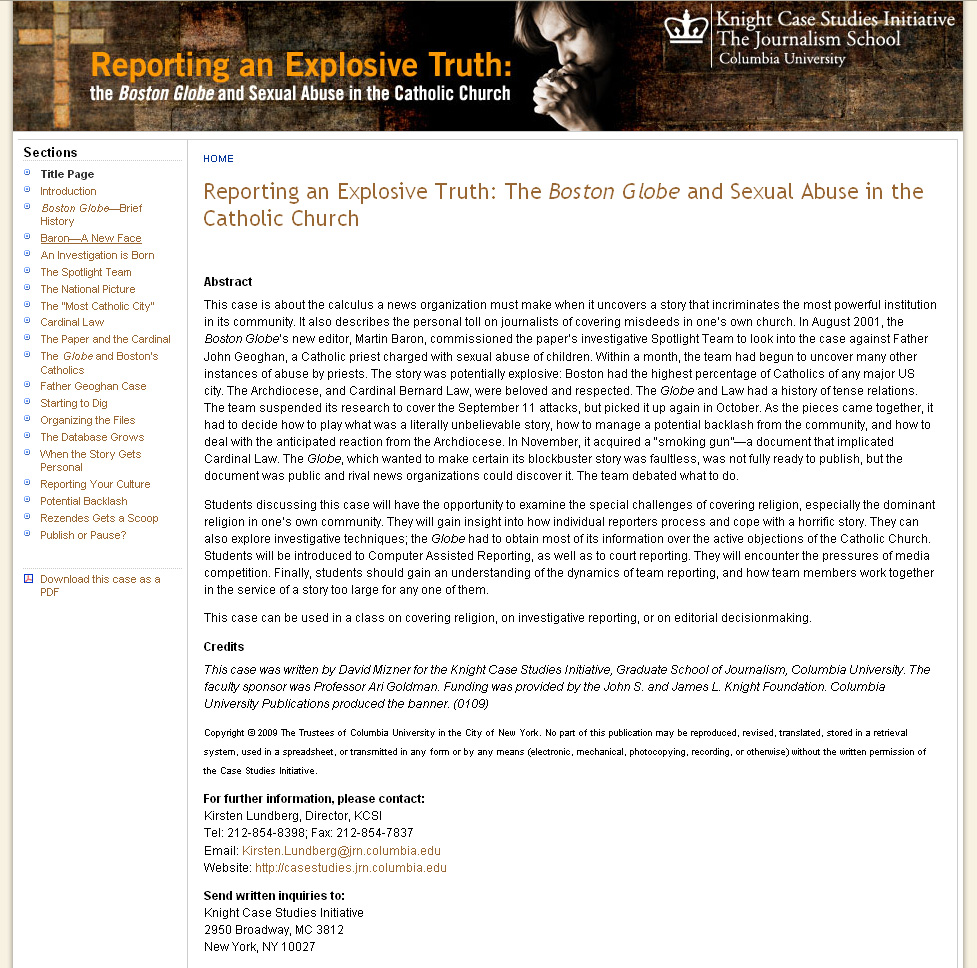 Reporting an Explosive Truth:
the Boston Globe and Sexual Abuse in the Catholic Church
Knight Case Studies Initiative
The Journalism School
Columbia University
Sections
Title Page
Introduction
Boston Globe—Brief
History
Baron—A New Face
An Investigation is Born
The Spotlight Team
The National Picture
The "Most Catholic City"
Cardinal Law
The Paper and the Cardinal
The Globe and Boston's
Catholics
Father Geoghan Case
Starting to Dig
Organizing the Files
The Database Grows
When the Story Gets
Personal
Reporting Your Culture
Potential Backlash
Rezendes Gets a Scoop
Publish or Pause?
Download this case as a
PDF
HOME
Reporting an Explosive Truth: The Boston Globe and Sexual Abuse in the
Catholic Church
Abstract
This case is about the calculus a news organization must make when it uncovers a story that incriminates the most powerful institution
in its community. It also describes the personal toll on journalists of covering misdeeds in one's own church. In August 2001, the
Boston Globe's new editor, Martin Baron, commissioned the paper's investigative Spotlight Team to look into the case against Father
John Geoghan, a Catholic priest charged with sexual abuse of children. Within a month, the team had begun to uncover many other
instances of abuse by priests. The story was potentially explosive: Boston had the highest percentage of Catholics of any major US
city. The Archdiocese, and Cardinal Bernard Law, were beloved and respected. The Globe and Law had a history of tense relations.
The team suspended its research to cover the September 11 attacks, but picked it up again in October. As the pieces came together, it
had to decide how to play what was a literally unbelievable story, how to manage a potential backlash from the community, and how to
deal with the anticipated reaction from the Archdiocese. In November, it acquired a "smoking gun"—a document that implicated
Cardinal Law. The Globe, which wanted to make certain its blockbuster story was faultless, was not fully ready to publish, but the
document was public and rival news organizations could discover it. The team debated what to do.
Students discussing this case will have the opportunity to examine the special challenges of covering religion, especially the dominant
religion in one's own community. They will gain insight into how individual reporters process and cope with a horrific story. They can
also explore investigative techniques; the Globe had to obtain most of its information over the active objections of the Catholic Church.
Students will be introduced to Computer Assisted Reporting, as well as to court reporting. They will encounter the pressures of media
competition. Finally, students should gain an understanding of the dynamics of team reporting, and how team members work together
in the service of a story too large for any one of them.
This case can be used in a class on covering religion, on investigative reporting, or on editorial decisionmaking.
Credits
This case was written by David Mizner for the Knight Case Studies Initiative, Graduate School of Journalism, Columbia University. The
faculty sponsor was Professor Ari Goldman. Funding was provided by the John S. and James L. Knight Foundation. Columbia
University Publications produced the banner. (0109)
Copyright © 2009 The Trustees of Columbia University in the City of New York. No part of this publication may be reproduced, revised, translated, stored in a retrieval
system, used in a spreadsheet, or transmitted in any form or by any means (electronic, mechanical, photocopying, recording, or otherwise) without the written permission of
the Case Studies Initiative.
For further information, please contact:
Kirsten Lundberg, Director, KCSI
Tel: 212-854-8398; Fax: 212-854-7837
Email: Kirsten.Lundberg@jrn.columbia.edu
Website: http://casestudies.jrn.columbia.edu
Send written inquiries to:
Knight Case Studies Initiative
2950 Broadway, MC 3812
New York, NY 10027